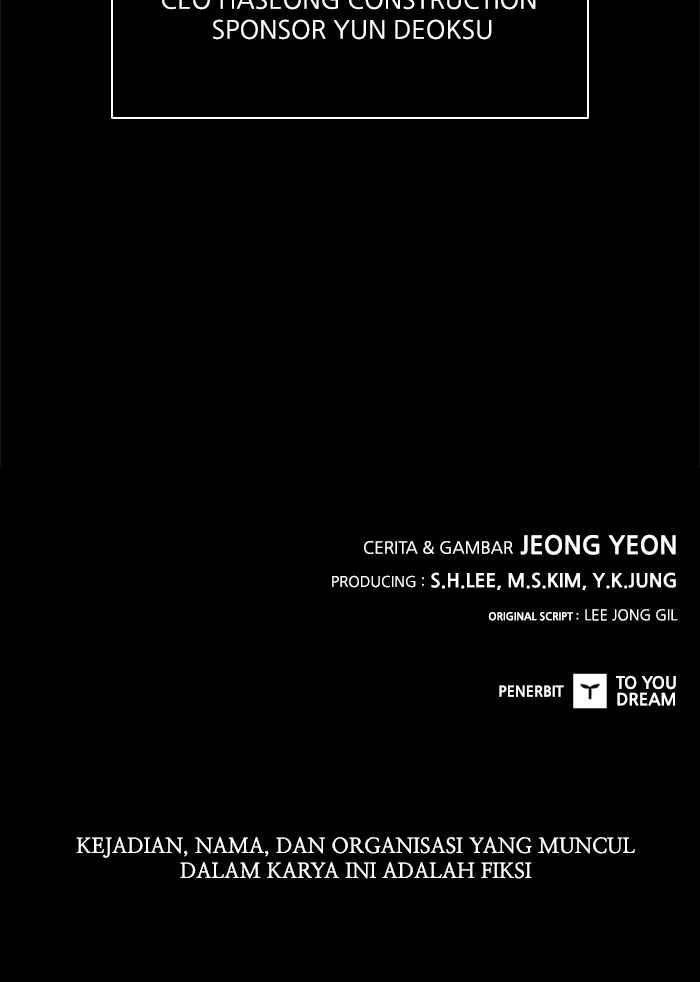 CEO HASEONG CONSTRUCTION
SPONSOR YUN DEOKSU
CERITA & GAMBAR JEONG YEON
PRODUCING : S.H.LEE, M.S.KIM, Y.K.JUNG
ORIGINAL SCRIPT : LEE JONG GIL
PENERBIT TO YOU
DREAM
KEJADIAN, NAMA, DAN ORGANISASI YANG MUNCUL
DALAM KARYA INI ADALAH FIKSI